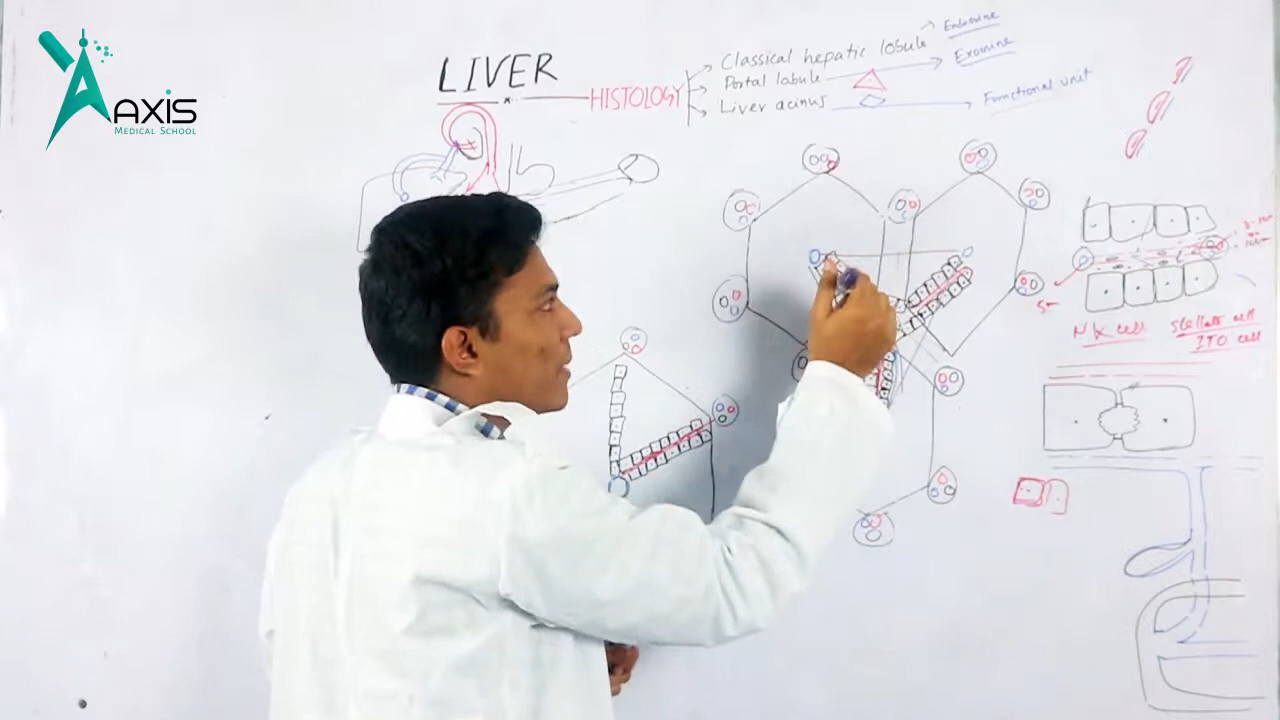 AXIS
MEDICAL SCHOOL
LIVER
HISTOLOGY
Classical hepatic lobule → Endocrine
Portal lobule → Exocrine
Liver acinus → Functional unit
NK cell
Stellate cell
ITO cell